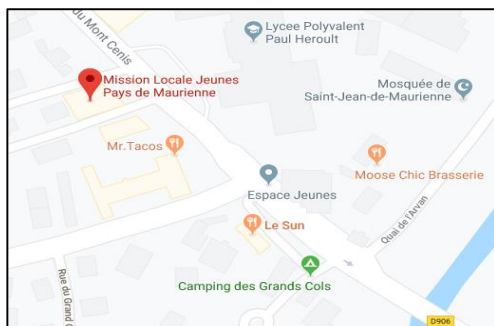 du Mont Cenis
Lycee Polyvalent
Paul Heroult
Mission Locale Jeunes
Pays de Maurienne
Mosquée de
Saint-Jean-de-Maurienne
Mr.Tacos
Moose Chic Brasserie
Espace Jeunes
Le Sun
Quai de l'Arvan
Camping des Grands Cols
Rue du Grand
D906